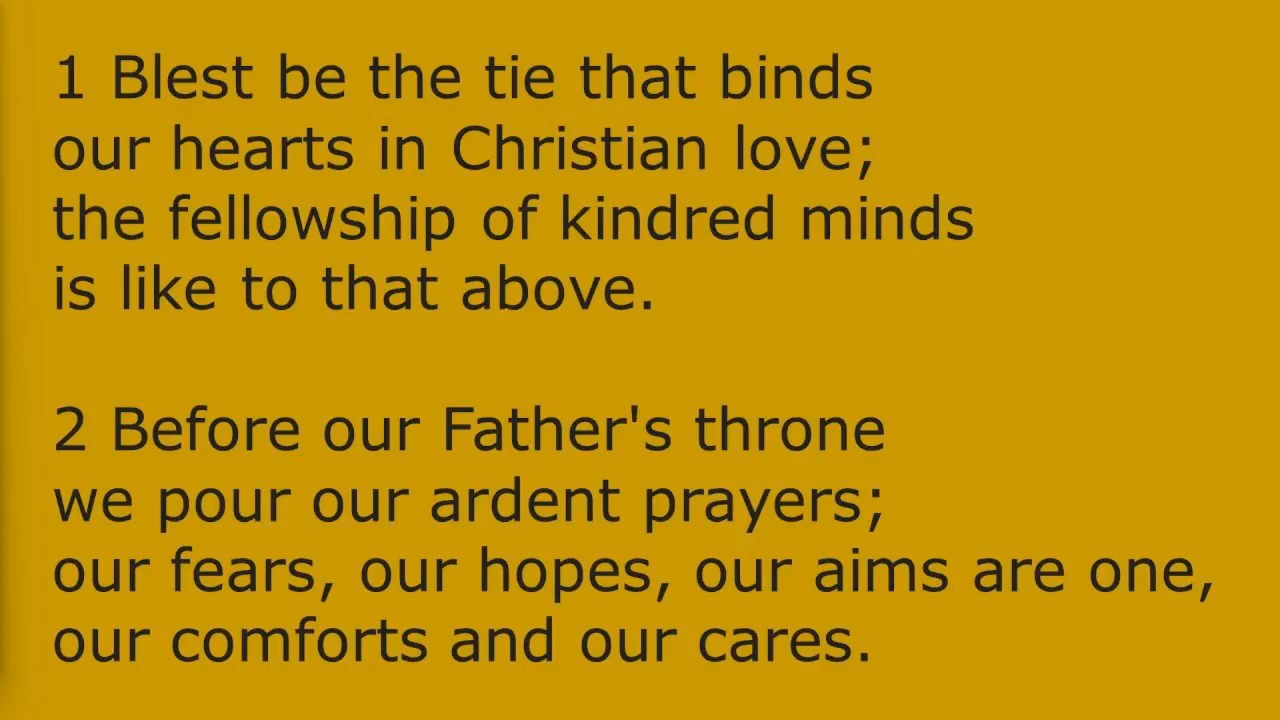 1 Blest be the tie that binds
our hearts in Christian love;
the fellowship of kindred minds
is like to that above.
2 Before our Father's throne
we pour our ardent prayers;
our fears, our hopes, our aims are one,
our comforts and our cares.